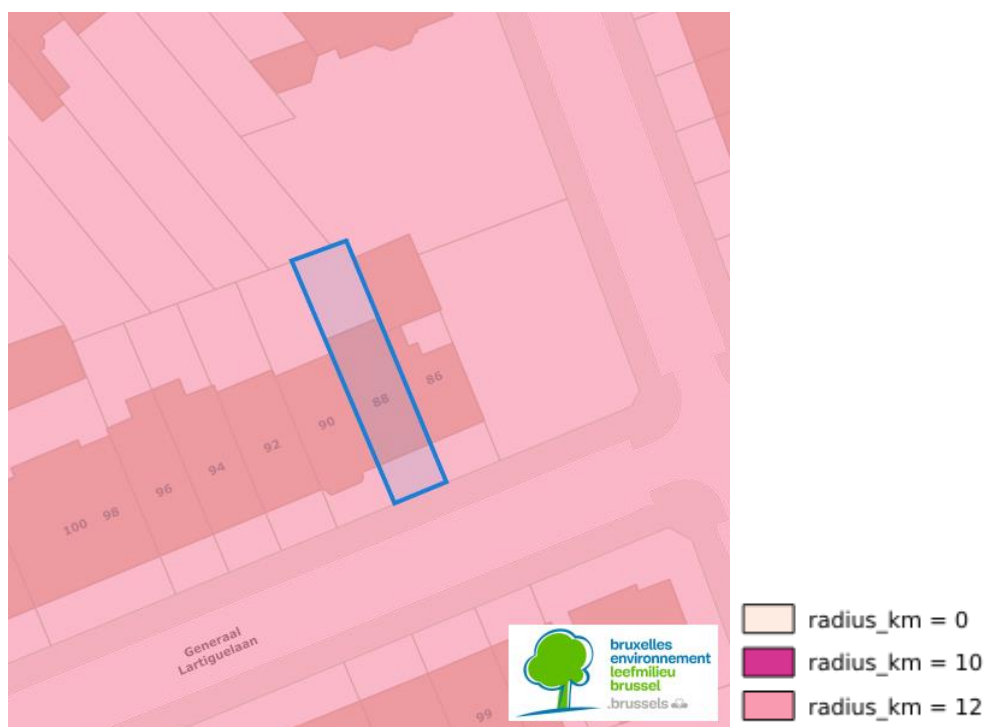 86
88
90
92
94
96
98
100
Generaal
Lartiguelaan
99
bruxelles
environnement
leefmilieu
brussel
.brussels
radius_km = 0
radius_km = 10
radius_km = 12